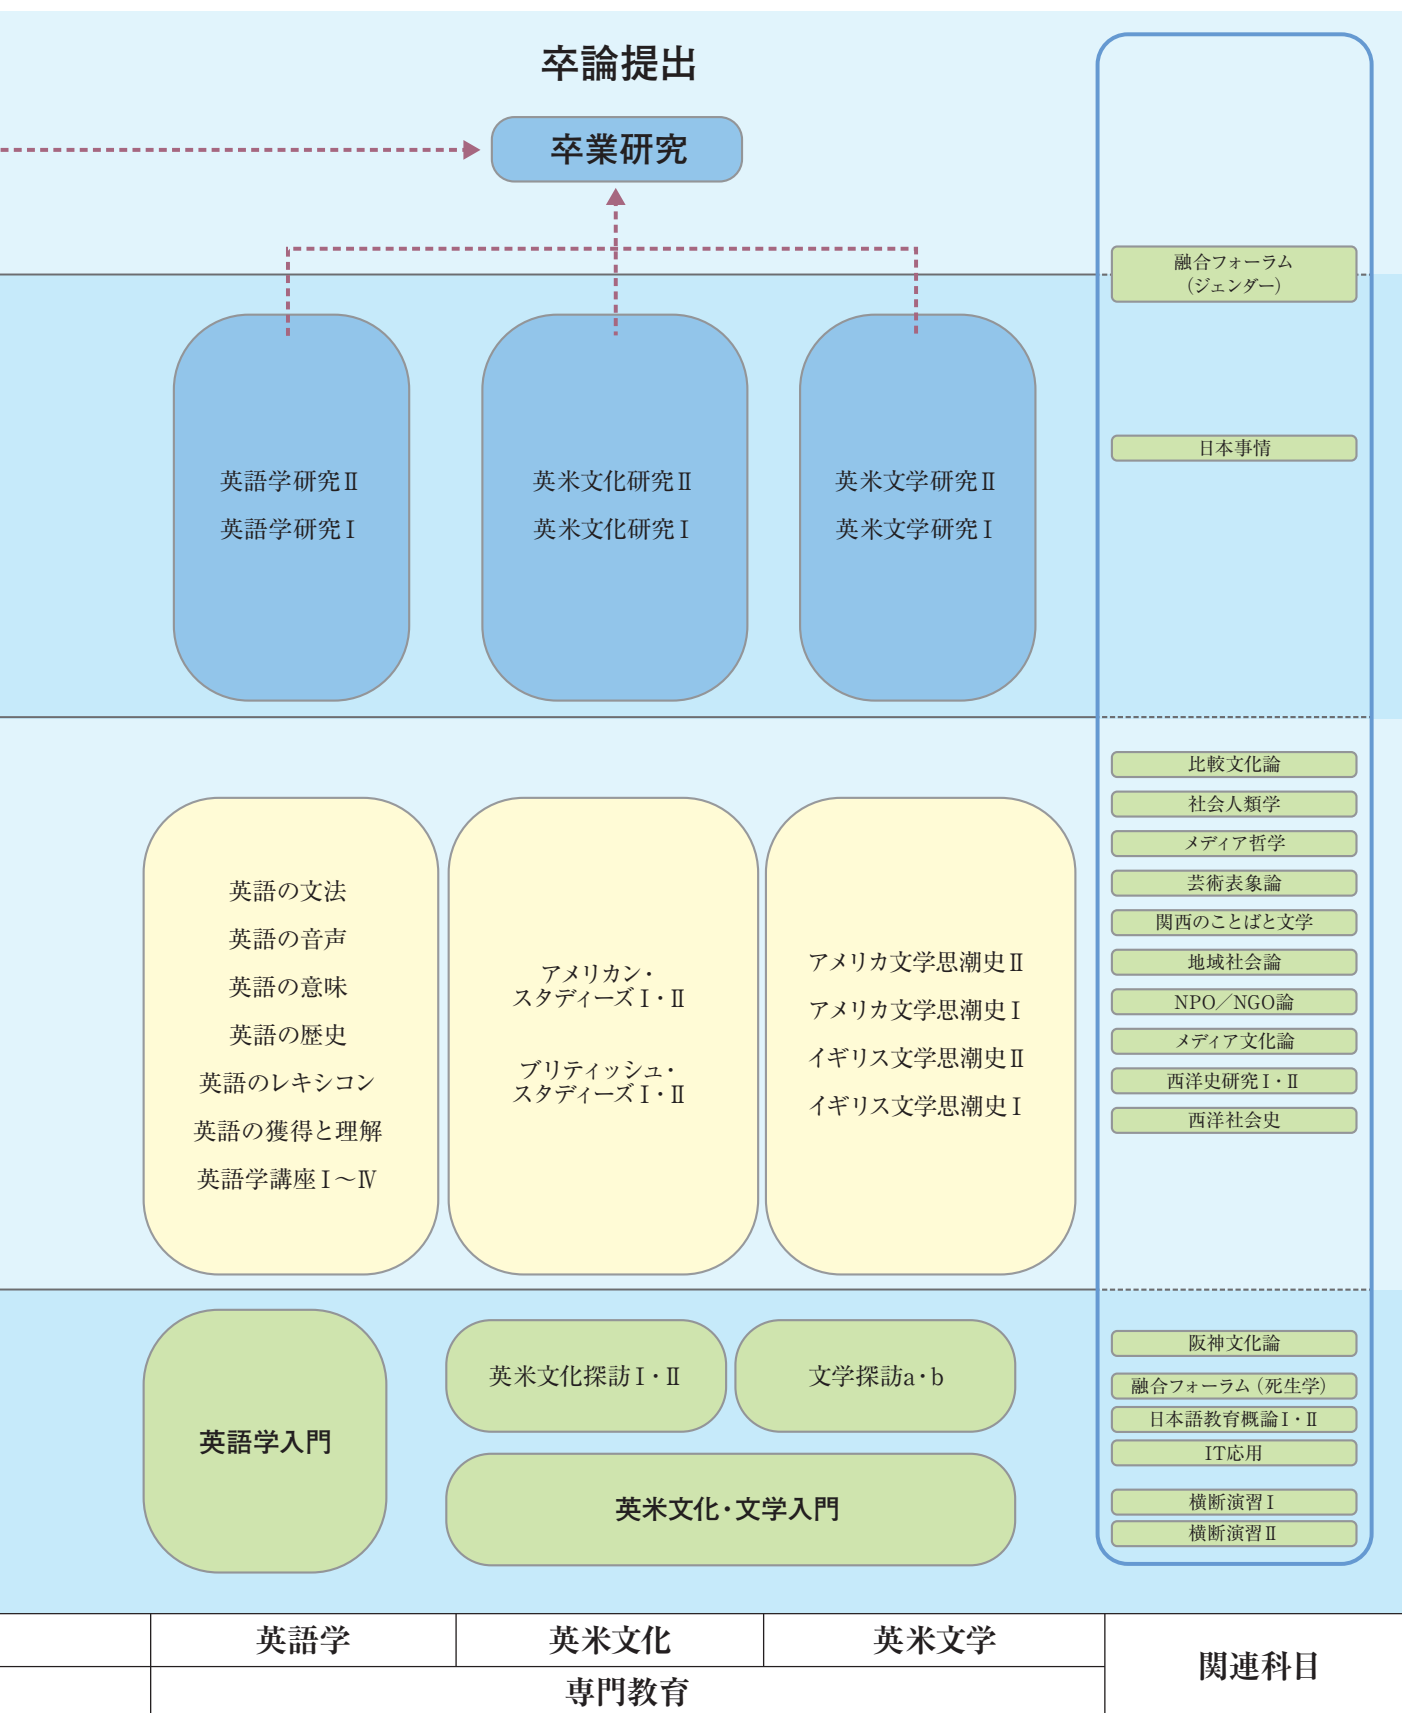 卒論提出
卒業研究
融合フォーラム
（ジェンダー）
英語学研究Ⅱ
英語学研究Ⅰ
英米文化研究Ⅱ
英米文化研究Ⅰ
英米文学研究Ⅱ
英米文学研究Ⅰ
日本事情
英語の文法
英語の音声
英語の意味
英語の歴史
英語のレキシコン
英語の獲得と理解
英語学講座Ⅰ〜Ⅳ
アメリカン・
スタディーズⅠ・Ⅱ
ブリティッシュ・
スタディーズⅠ・Ⅱ
アメリカ文学思潮史Ⅱ
アメリカ文学思潮史Ⅰ
イギリス文学思潮史Ⅱ
イギリス文学思潮史Ⅰ
比較文化論
社会人類学
メディア哲学
芸術表象論
関西のことばと文学
地域社会論
NPO／NGO論
メディア文化論
西洋史研究Ⅰ・Ⅱ
西洋社会史
英語学入門
英米文化探訪Ⅰ・Ⅱ
文学探訪a・b
英米文化・文学入門
阪神文化論
融合フォーラム（死生学）
日本語教育概論Ⅰ・Ⅱ
IT応用
横断演習Ⅰ
横断演習Ⅱ
英語学
英米文化
英米文学
関連科目
専門教育